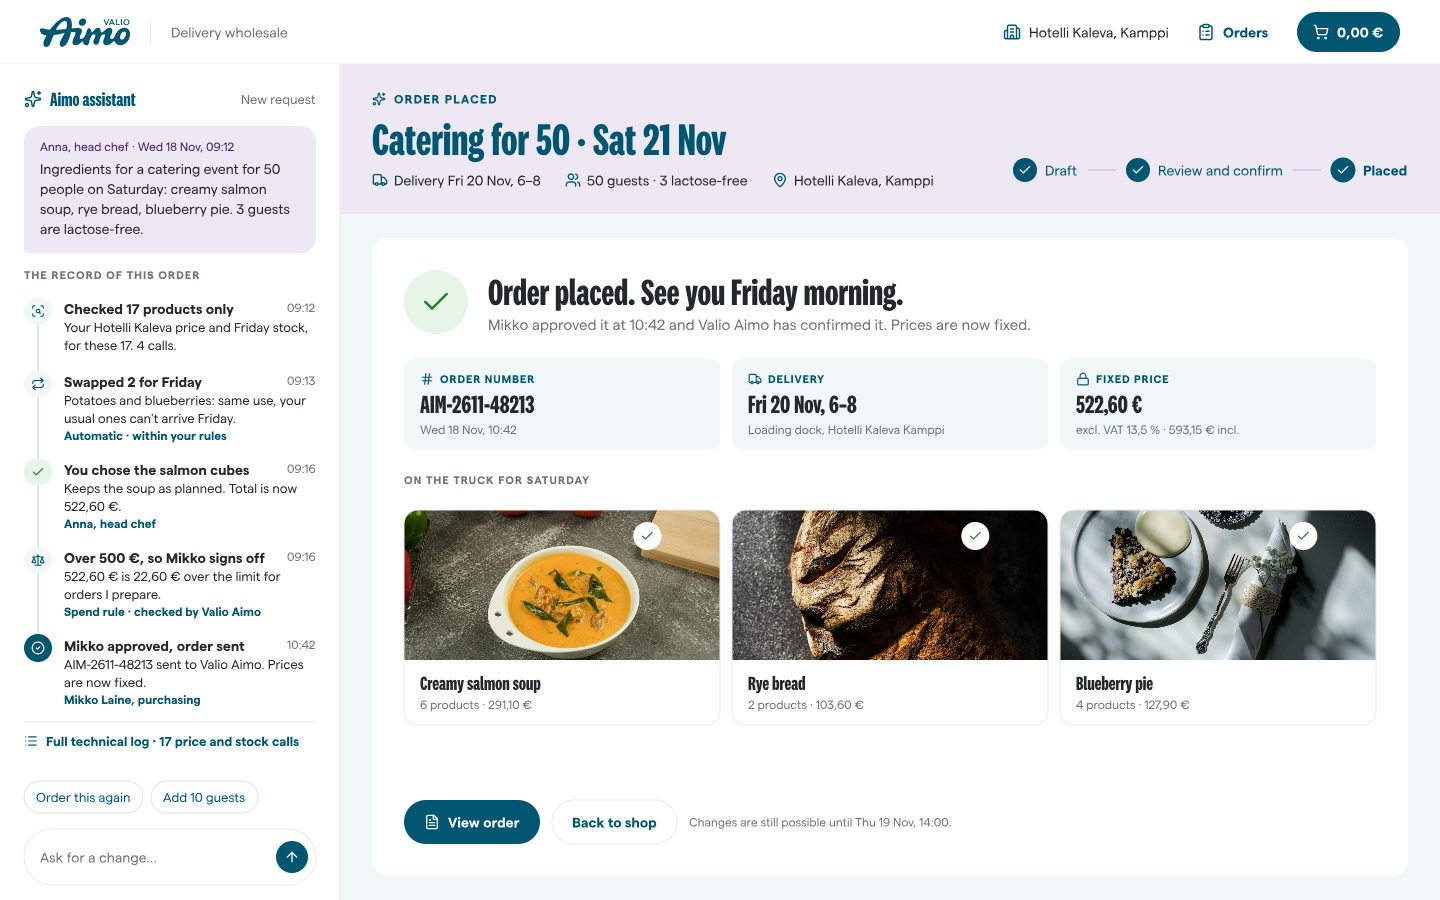 VALIO
Aimo
Delivery wholesale
Hotelli Kaleva, Kamppi
Orders
0,00 €
Aimo assistant
New request
Anna, head chef · Wed 18 Nov, 09:12
Ingredients for a catering event for 50
people on Saturday: creamy salmon
soup, rye bread, blueberry pie. 3 guests
are lactose-free.
THE RECORD OF THIS ORDER
Checked 17 products only
09:12
Your Hotelli Kaleva price and Friday stock,
for these 17. 4 calls.
Swapped 2 for Friday
09:13
Potatoes and blueberries: same use, your
usual ones can't arrive Friday.
Automatic · within your rules
You chose the salmon cubes
09:16
Keeps the soup as planned. Total is now
522,60 €.
Anna, head chef
Over 500 €, so Mikko signs off
09:16
522,60 € is 22,60 € over the limit for
orders I prepare.
Spend rule · checked by Valio Aimo
Mikko approved, order sent
10:42
AIM-2611-48213 sent to Valio Aimo. Prices
are now fixed.
Mikko Laine, purchasing
Full technical log · 17 price and stock calls
Order this again
Add 10 guests
Ask for a change...
ORDER PLACED
Catering for 50 · Sat 21 Nov
Delivery Fri 20 Nov, 6–8
50 guests · 3 lactose-free
Hotelli Kaleva, Kamppi
Draft
Review and confirm
Placed
Order placed. See you Friday morning.
Mikko approved it at 10:42 and Valio Aimo has confirmed it. Prices are now fixed.
ORDER NUMBER
AIM-2611-48213
Wed 18 Nov, 10:42
DELIVERY
Fri 20 Nov, 6–8
Loading dock, Hotelli Kaleva Kamppi
FIXED PRICE
522,60 €
excl. VAT 13,5 % · 593,15 € incl.
ON THE TRUCK FOR SATURDAY
Creamy salmon soup
6 products · 291,10 €
Rye bread
2 products · 103,60 €
Blueberry pie
4 products · 127,90 €
View order
Back to shop
Changes are still possible until Thu 19 Nov, 14:00.